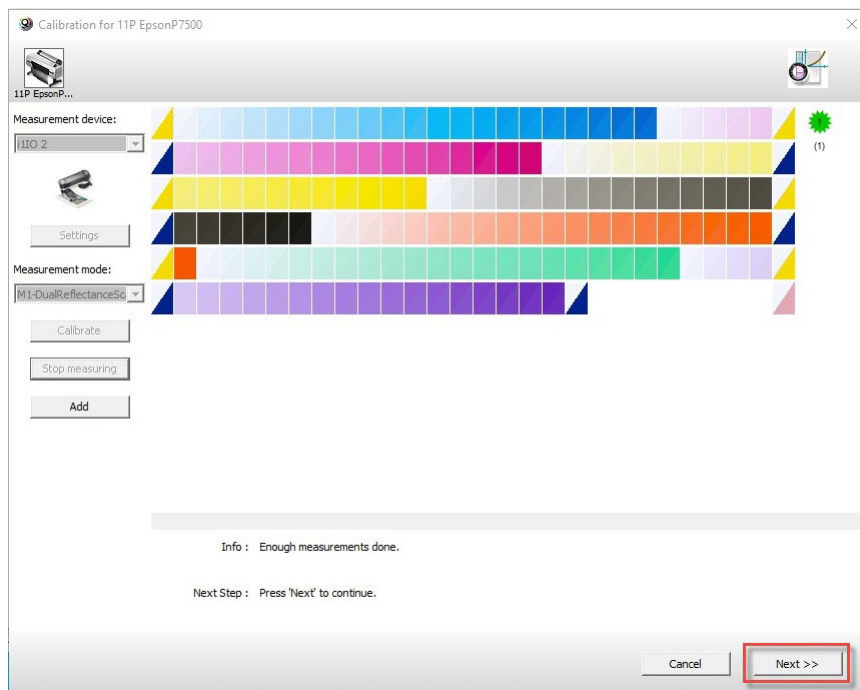 Calibration for 11P EpsonP7500
11P EpsonP...
Measurement device:
i1IO 2
Settings
Measurement mode:
M1-DualReflectanceSc
Calibrate
Stop measuring
Add
1
(1)
Info : Enough measurements done.
Next Step : Press 'Next' to continue.
Cancel
Next >>